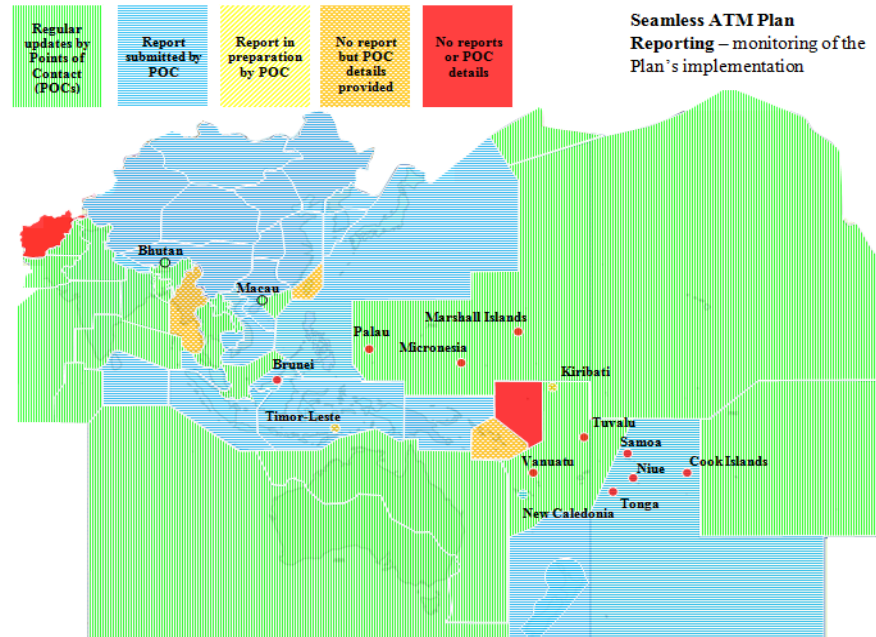 Regular
updates by
Points of
Contact
(POCs)
Report
submitted by
POC
Report in
preparation
by POC
No report
but POC
details
provided
No reports
or POC
details
Seamless ATM Plan
Reporting – monitoring of the
Plan's implementation
Bhutan
Macau
Marshall Islands
Palau
Micronesia
Brunei
Kiribati
Timor-Leste
Tuvalu
Samoa
Vanuatu
Niue
Cook Islands
Tonga
New Caledonia